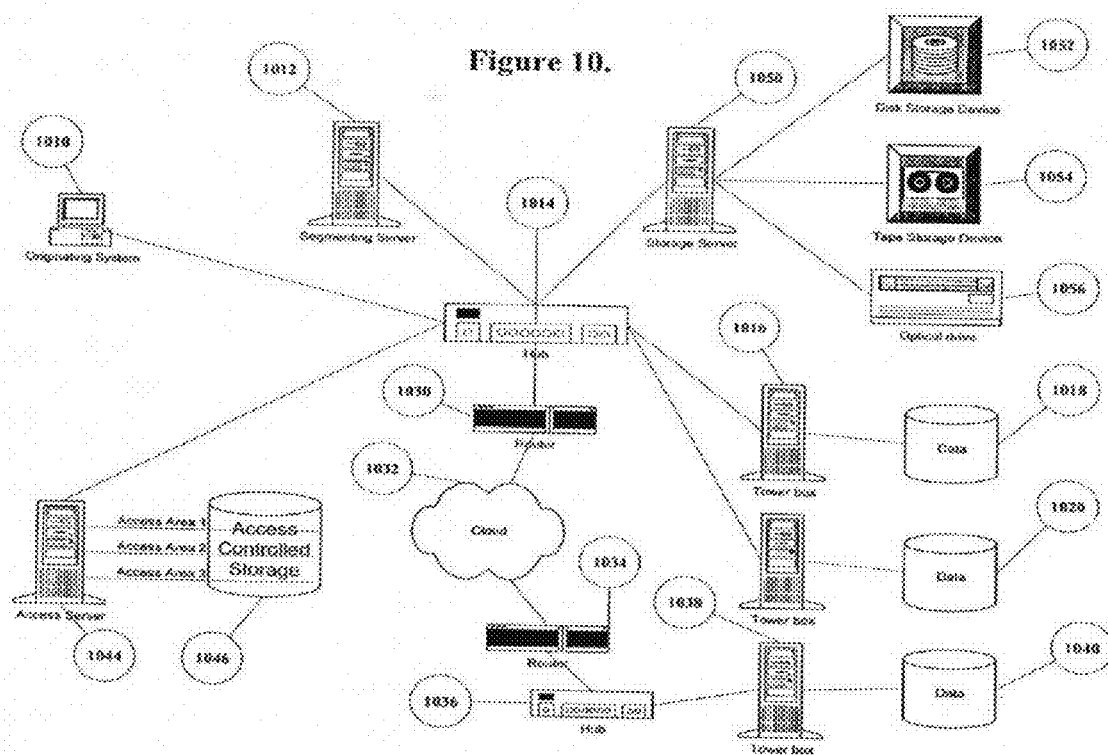 Figure 10.
1012
1050
1052
Disk Storage Device
1010
1014
1054
Segmenting Server
Storage Server
Tape Storage Device
Originating System
1056
Optical drive
Hub
1016
1030
1018
Router
Data
1032
Tower box
Access Area 1
Access Area 2
Access Area 3
Access Controlled Storage
Cloud
1020
1034
Data
1038
Access Server
Tower box
1044
1046
Router
1040
1036
Data
Hub
Tower box